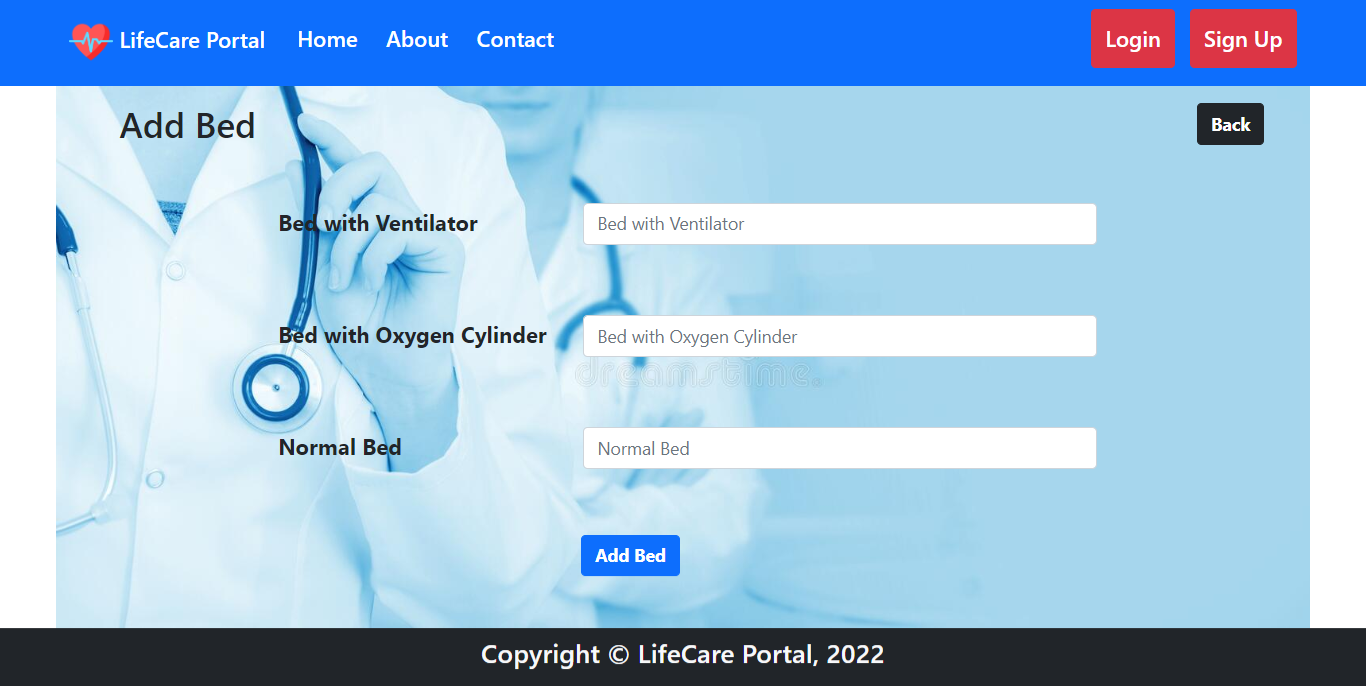 LifeCare Portal Home About Contact Login Sign Up
Add Bed Back
Bed with Ventilator Bed with Ventilator
Bed with Oxygen Cylinder Bed with Oxygen Cylinder
dreamstime.
Normal Bed Normal Bed
Add Bed
Copyright © LifeCare Portal, 2022